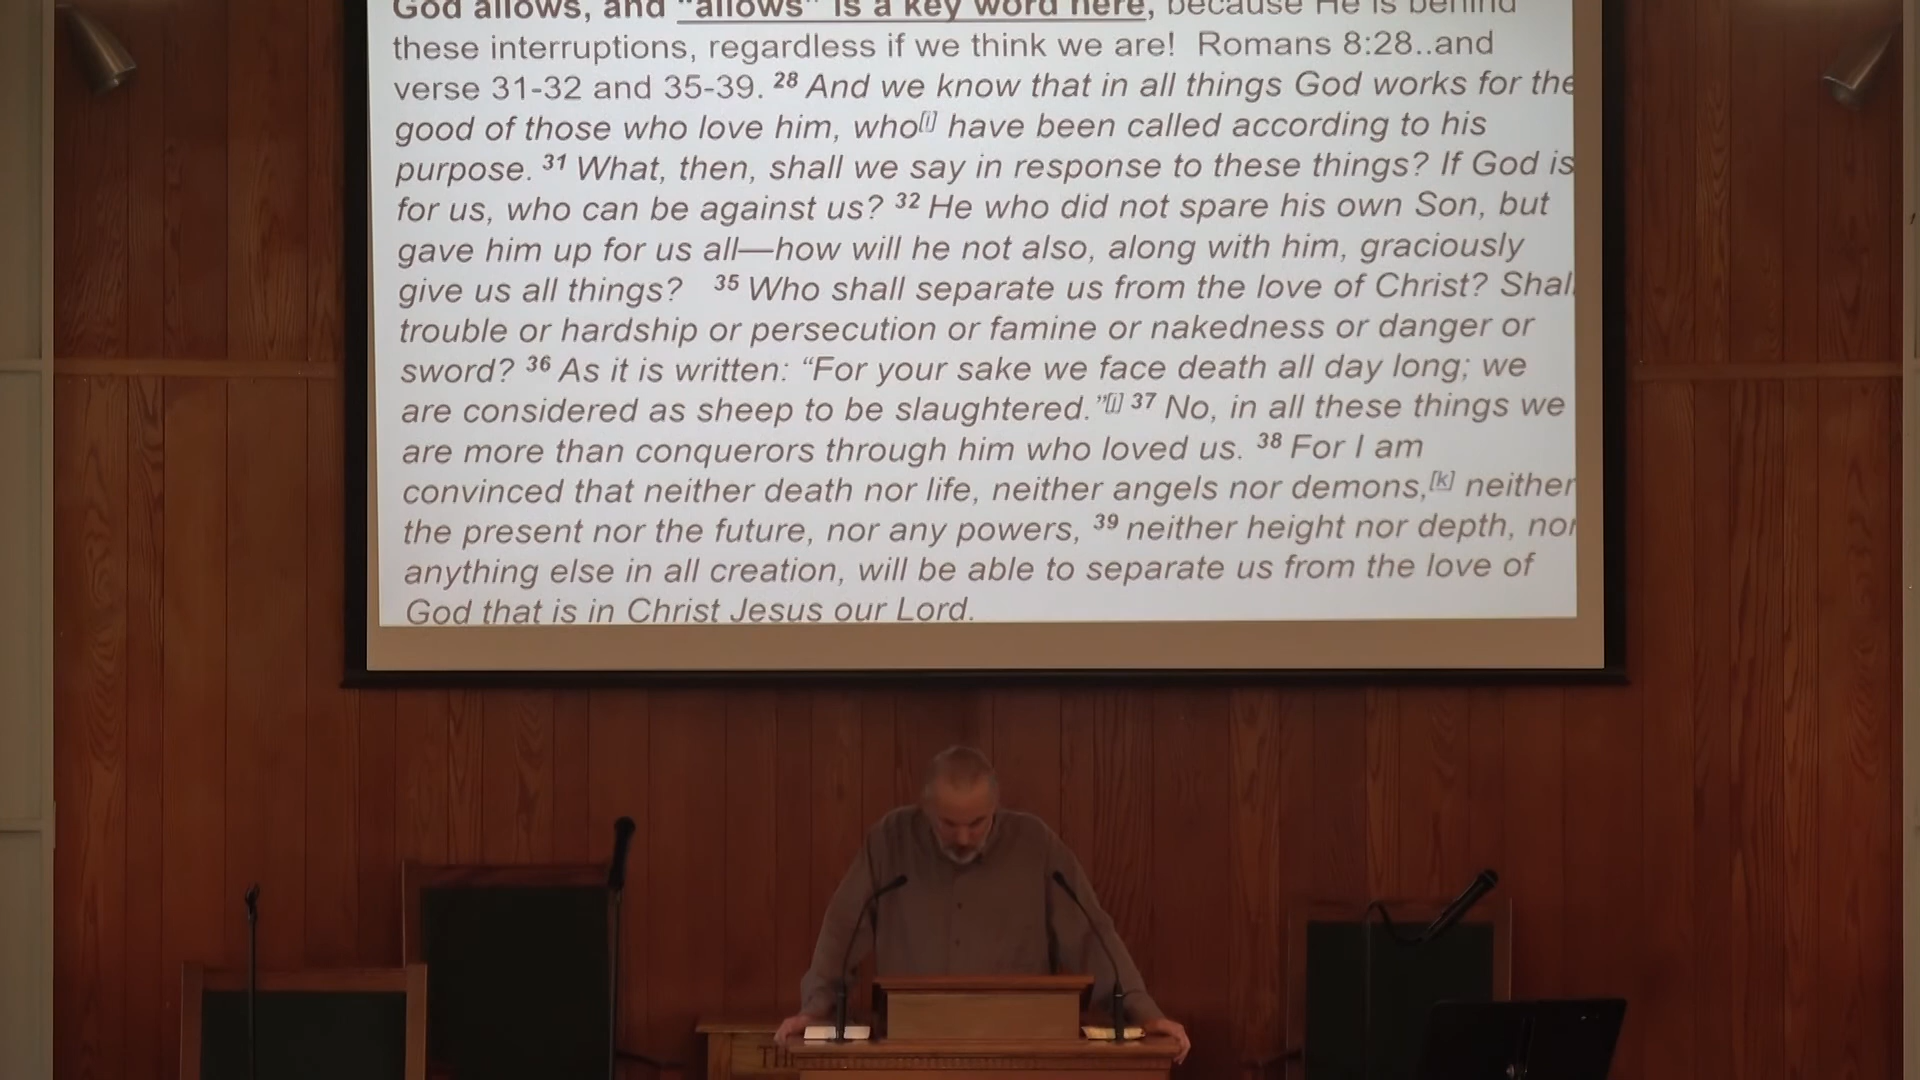 God allows, and "allows" is a key word here, because He is behind
these interruptions, regardless if we think we are! Romans 8:28..and
verse 31-32 and 35-39. 28 And we know that in all things God works for the
good of those who love him, who[i] have been called according to his
purpose. 31 What, then, shall we say in response to these things? If God is
for us, who can be against us? 32 He who did not spare his own Son, but
gave him up for us all—how will he not also, along with him, graciously
give us all things? 35 Who shall separate us from the love of Christ? Shal
trouble or hardship or persecution or famine or nakedness or danger or
sword? 36 As it is written: “For your sake we face death all day long; we
are considered as sheep to be slaughtered.”[j] 37 No, in all these things we
are more than conquerors through him who loved us. 38 For I am
convinced that neither death nor life, neither angels nor demons,[k] neither
the present nor the future, nor any powers, 39 neither height nor depth, nor
anything else in all creation, will be able to separate us from the love of
God that is in Christ Jesus our Lord.